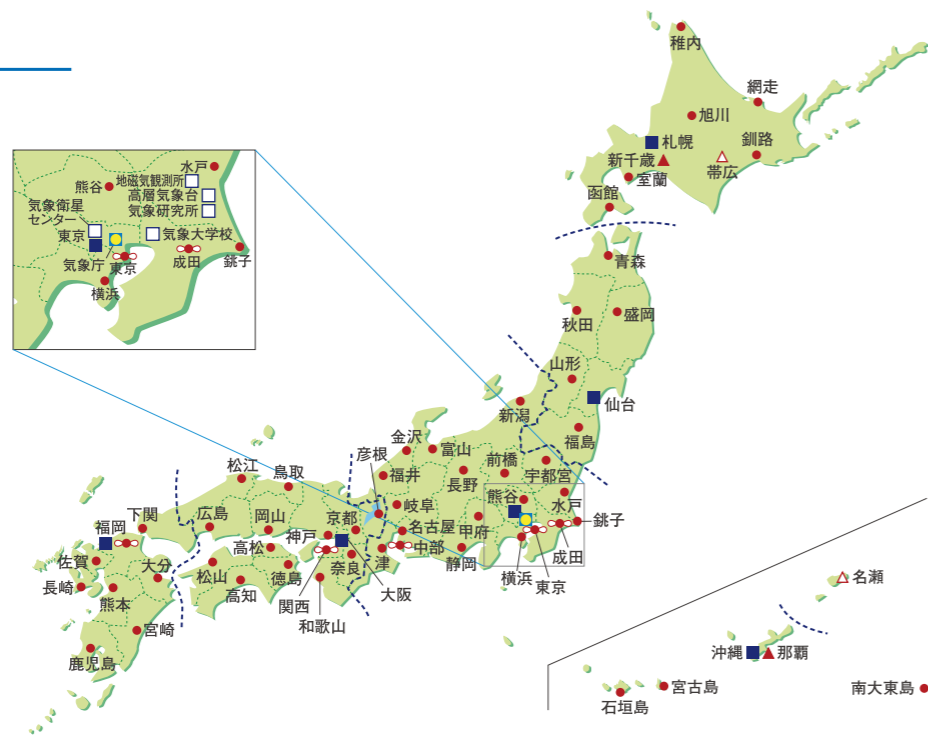 稚内
網走
旭川
札幌
釧路
新千歳
帯広
室蘭
函館
水戸
地磁気観測所
熊谷
高層気象台
気象研究所
気象衛星
センター
東京
気象大学校
気象庁
東京
成田
銚子
横浜
青森
秋田
盛岡
山形
仙台
新潟
福島
金沢
彦根
富山
前橋
宇都宮
松江
鳥取
福井
長野
熊谷
水戸
岐阜
下関
広島
岡山
京都
名古屋
甲府
銚子
福岡
神戸
佐賀
高松
中部
成田
大分
奈良
津
静岡
横浜
東京
長崎
熊本
松山
高知
徳島
関西
大阪
和歌山
宮崎
鹿児島
名瀬
沖縄
那覇
宮古島
石垣島
南大東島